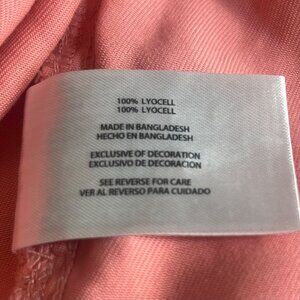 100% LYOCELL
100% LYOCELL
MADE IN BANGLADESH
HECHO EN BANGLADESH
EXCLUSIVE OF DECORATION
EXCLUSIVO DE DECORACION
SEE REVERSE FOR CARE
VER AL REVERSO PARA CUIDADO